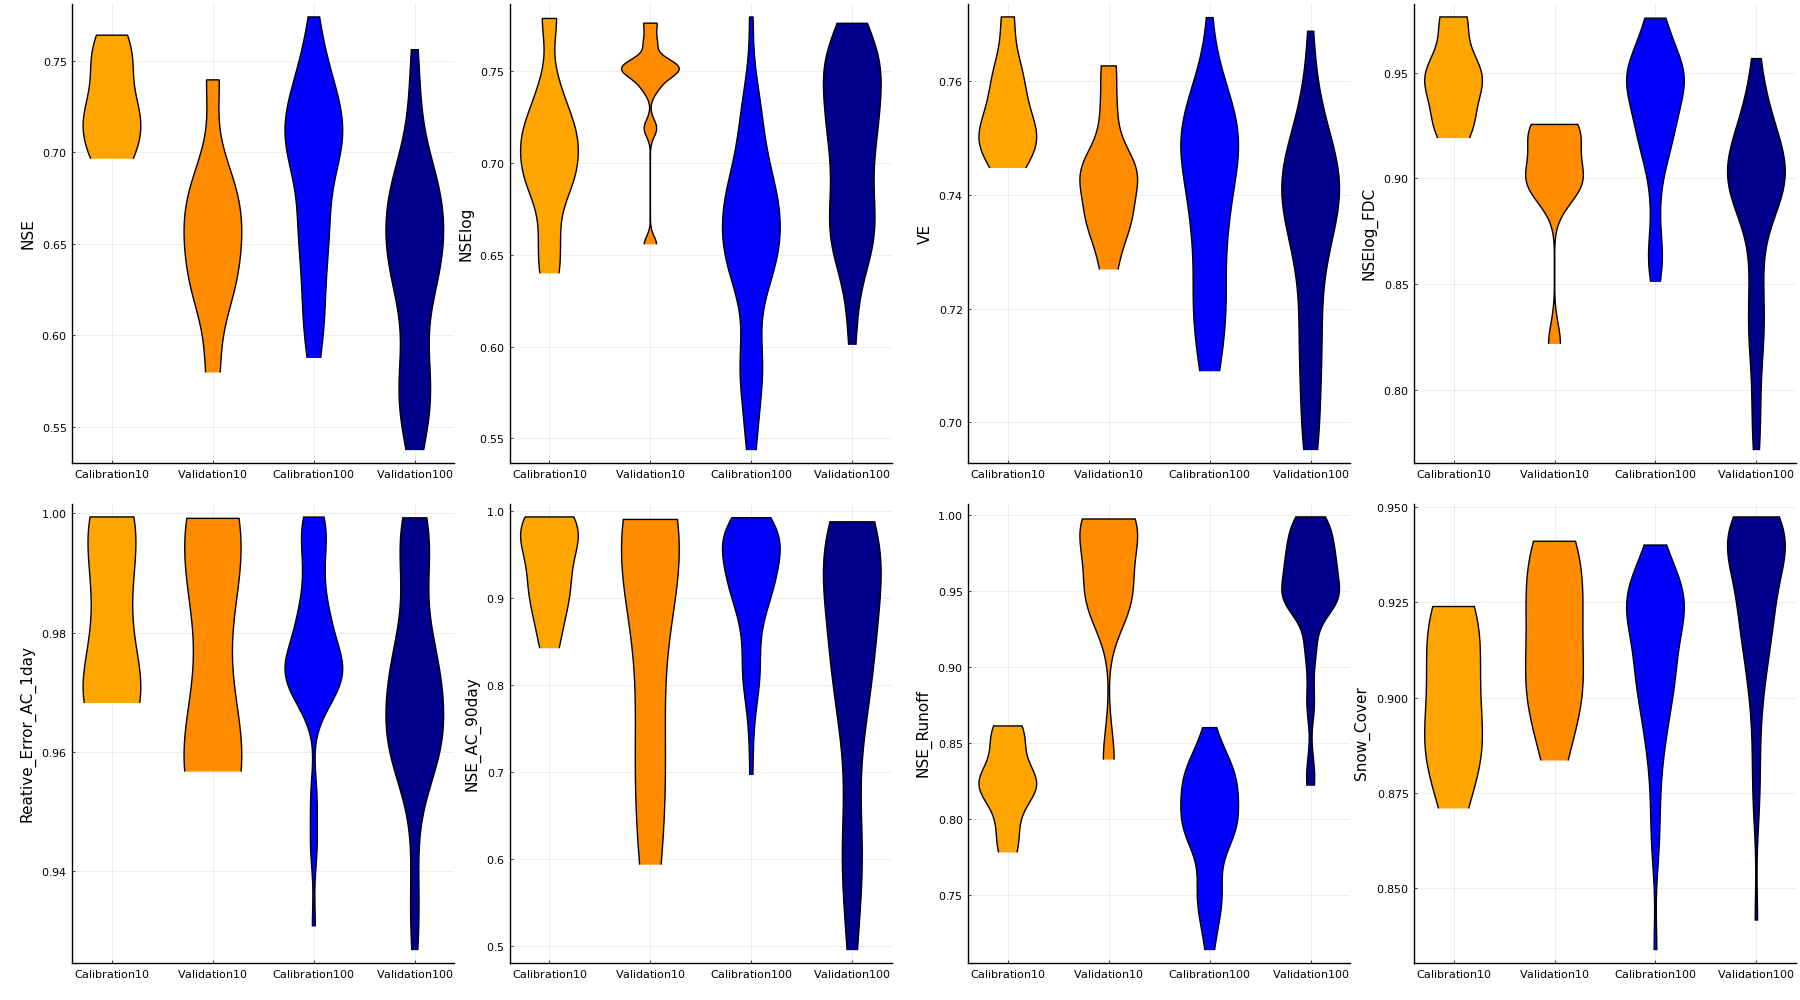 NSE
0.75
0.70
0.65
0.60
0.55
Calibration10 Validation10 Calibration100 Validation100
NSElog
0.75
0.70
0.65
0.60
0.55
Calibration10 Validation10 Calibration100 Validation100
VE
0.76
0.74
0.72
0.70
Calibration10 Validation10 Calibration100 Validation100
NSElog_FDC
0.95
0.90
0.85
0.80
Calibration10 Validation10 Calibration100 Validation100
Reative_Error_AC_1day
1.00
0.98
0.96
0.94
Calibration10 Validation10 Calibration100 Validation100
NSE_AC_90day
1.0
0.9
0.8
0.7
0.6
0.5
Calibration10 Validation10 Calibration100 Validation100
NSE_Runoff
1.00
0.95
0.90
0.85
0.80
0.75
Calibration10 Validation10 Calibration100 Validation100
Snow_Cover
0.950
0.925
0.900
0.875
0.850
Calibration10 Validation10 Calibration100 Validation100